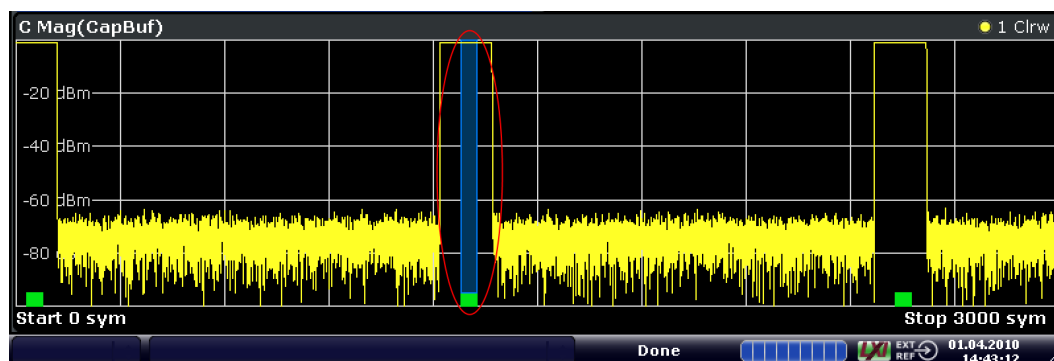 C Mag(CapBuf)
1 Clrw
-20 dBm
-40 dBm
-60 dBm
-80
Start 0 sym
Stop 3000 sym
Done
LXI
EXT
REF
01.04.2010
14:43:12